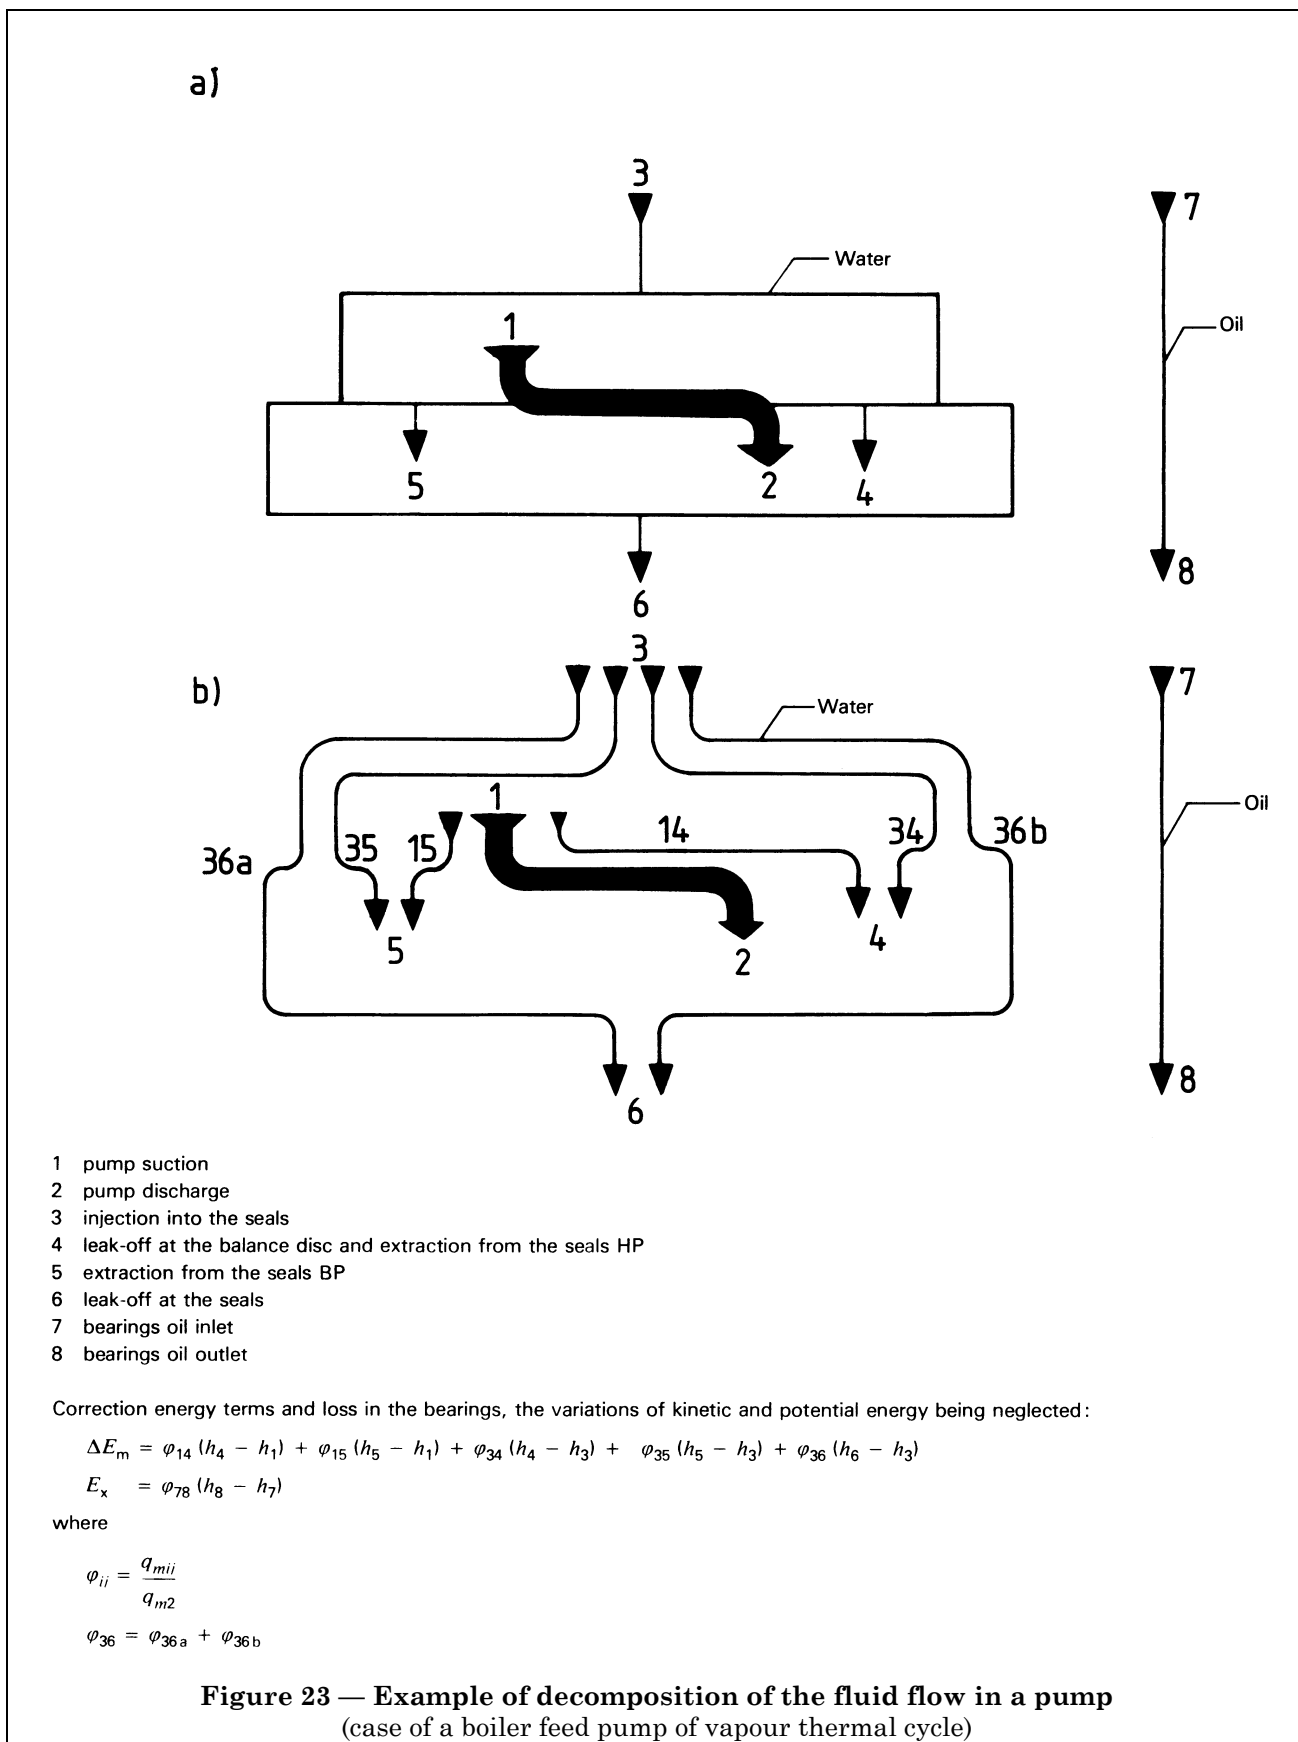 a)
3
7
Water
1
Oil
5
2
4
8
6
3
b)
7
Water
1
Oil
14
34
36b
36a
35
15
5
4
2
8
6
1 pump suction
2 pump discharge
3 injection into the seals
4 leak-off at the balance disc and extraction from the seals HP
5 extraction from the seals BP
6 leak-off at the seals
7 bearings oil inlet
8 bearings oil outlet
Correction energy terms and loss in the bearings, the variations of kinetic and potential energy being neglected:
ΔE_m = φ_14 (h_4 − h_1) + φ_15 (h_5 − h_1) + φ_34 (h_4 − h_3) + φ_35 (h_5 − h_3) + φ_36 (h_6 − h_3)
E_x = φ_78 (h_8 − h_7)
where
φ_ii = q_mii / q_m2
φ_36 = φ_36a + φ_36b
Figure 23 — Example of decomposition of the fluid flow in a pump
(case of a boiler feed pump of vapour thermal cycle)